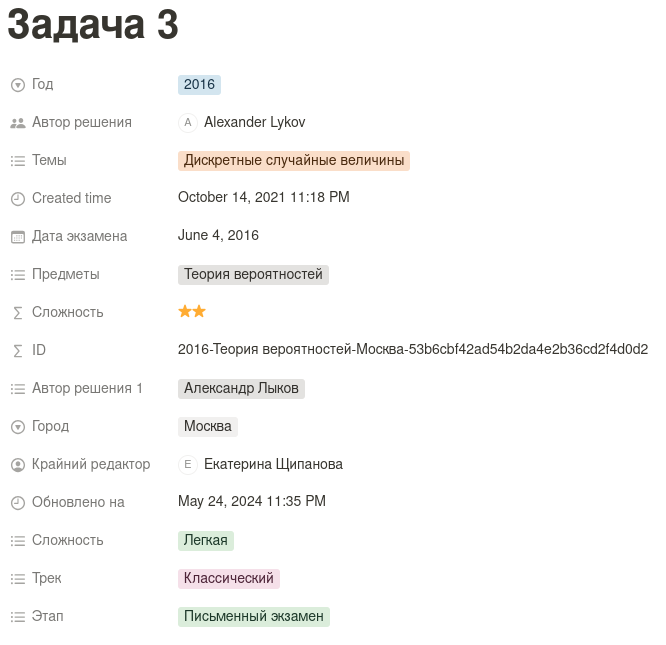 Задача 3
Год 2016
Автор решения A Alexander Lykov
Темы Дискретные случайные величины
Created time October 14, 2021 11:18 PM
Дата экзамена June 4, 2016
Предметы Теория вероятностей
Сложность ⭐⭐
ID 2016-Теория вероятностей-Москва-53b6cbf42ad54b2da4e2b36cd2f4d0d2
Автор решения 1 Александр Лыков
Город Москва
Крайний редактор E Екатерина Щипанова
Обновлено на May 24, 2024 11:35 PM
Сложность Легкая
Трек Классический
Этап Письменный экзамен